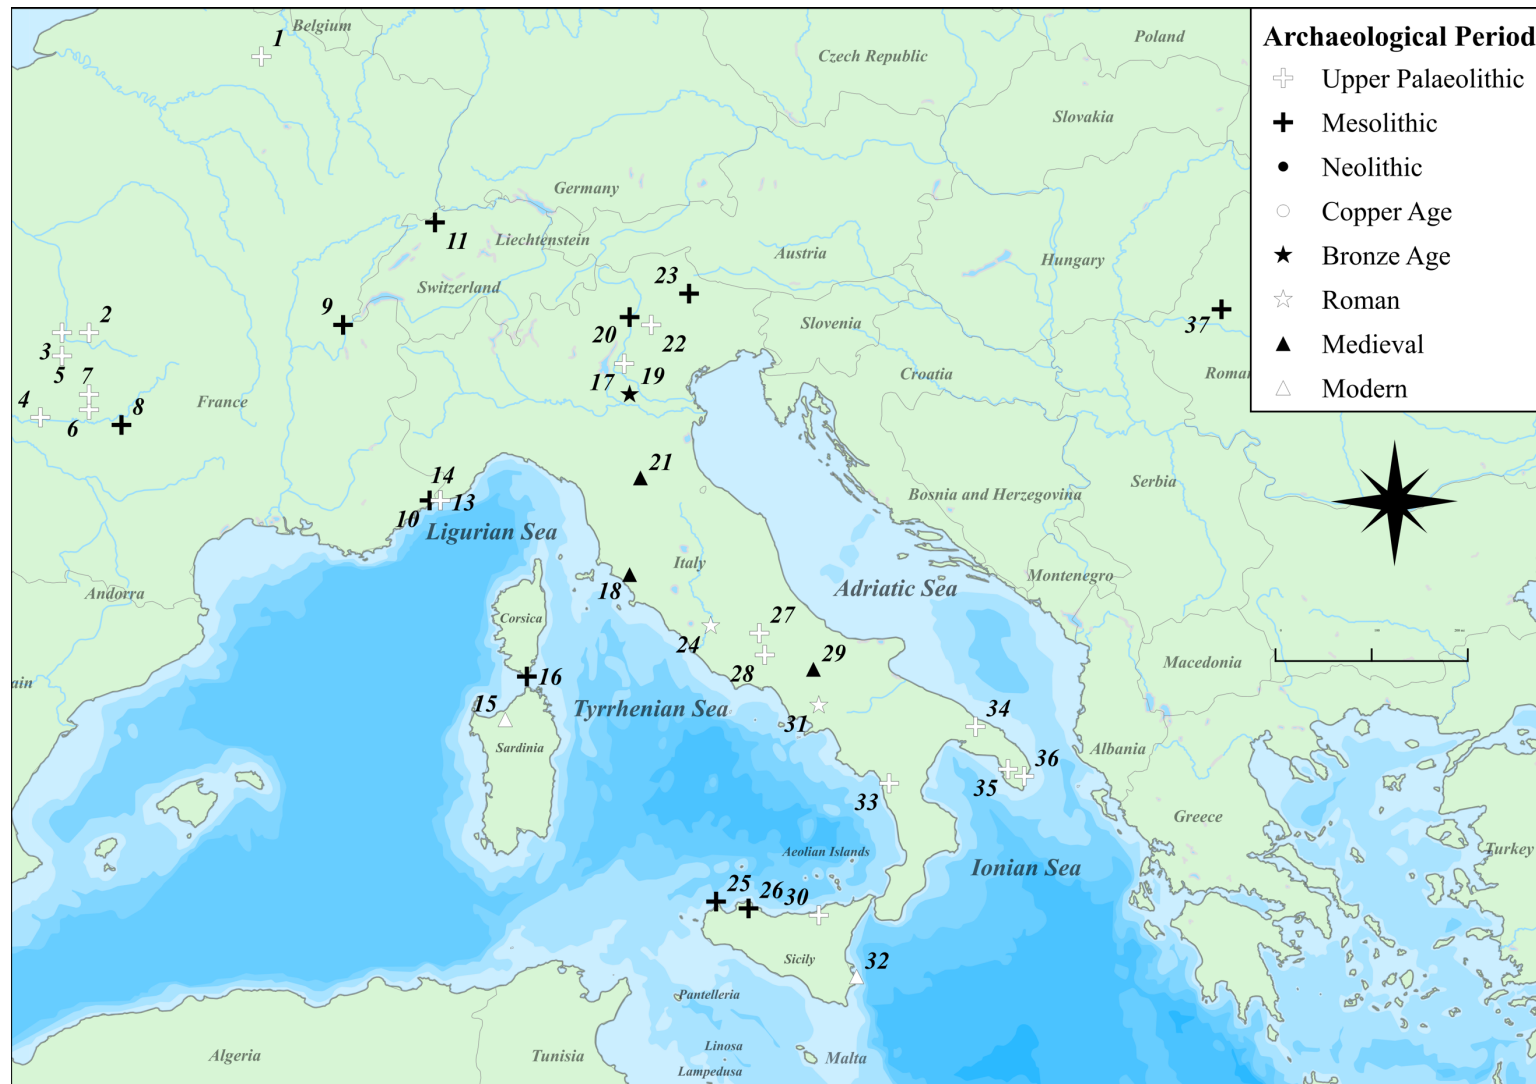 Belgium
1
Poland
Czech Republic
Slovakia
Germany
11
Liechtenstein
Austria
Hungary
Switzerland
23
9
20
22
Slovenia
37
2
3
5
7
17
19
Croatia
Roma
4
6
8
France
21
14
10
13
Ligurian Sea
Bosnia and Herzegovina
Serbia
Andorra
Italy
18
Adriatic Sea
Montenegro
Corsica
27
24
28
29
Macedonia
ain
16
15
Tyrrhenian Sea
31
34
Sardinia
Albania
36
35
33
Greece
Aeolian Islands
Ionian Sea
Turkey
25
26
30
Sicily
32
Pantelleria
Linosa
Lampedusa
Malta
Algeria
Tunisia
Archaeological Period
Upper Palaeolithic
Mesolithic
Neolithic
Copper Age
Bronze Age
Roman
Medieval
Modern